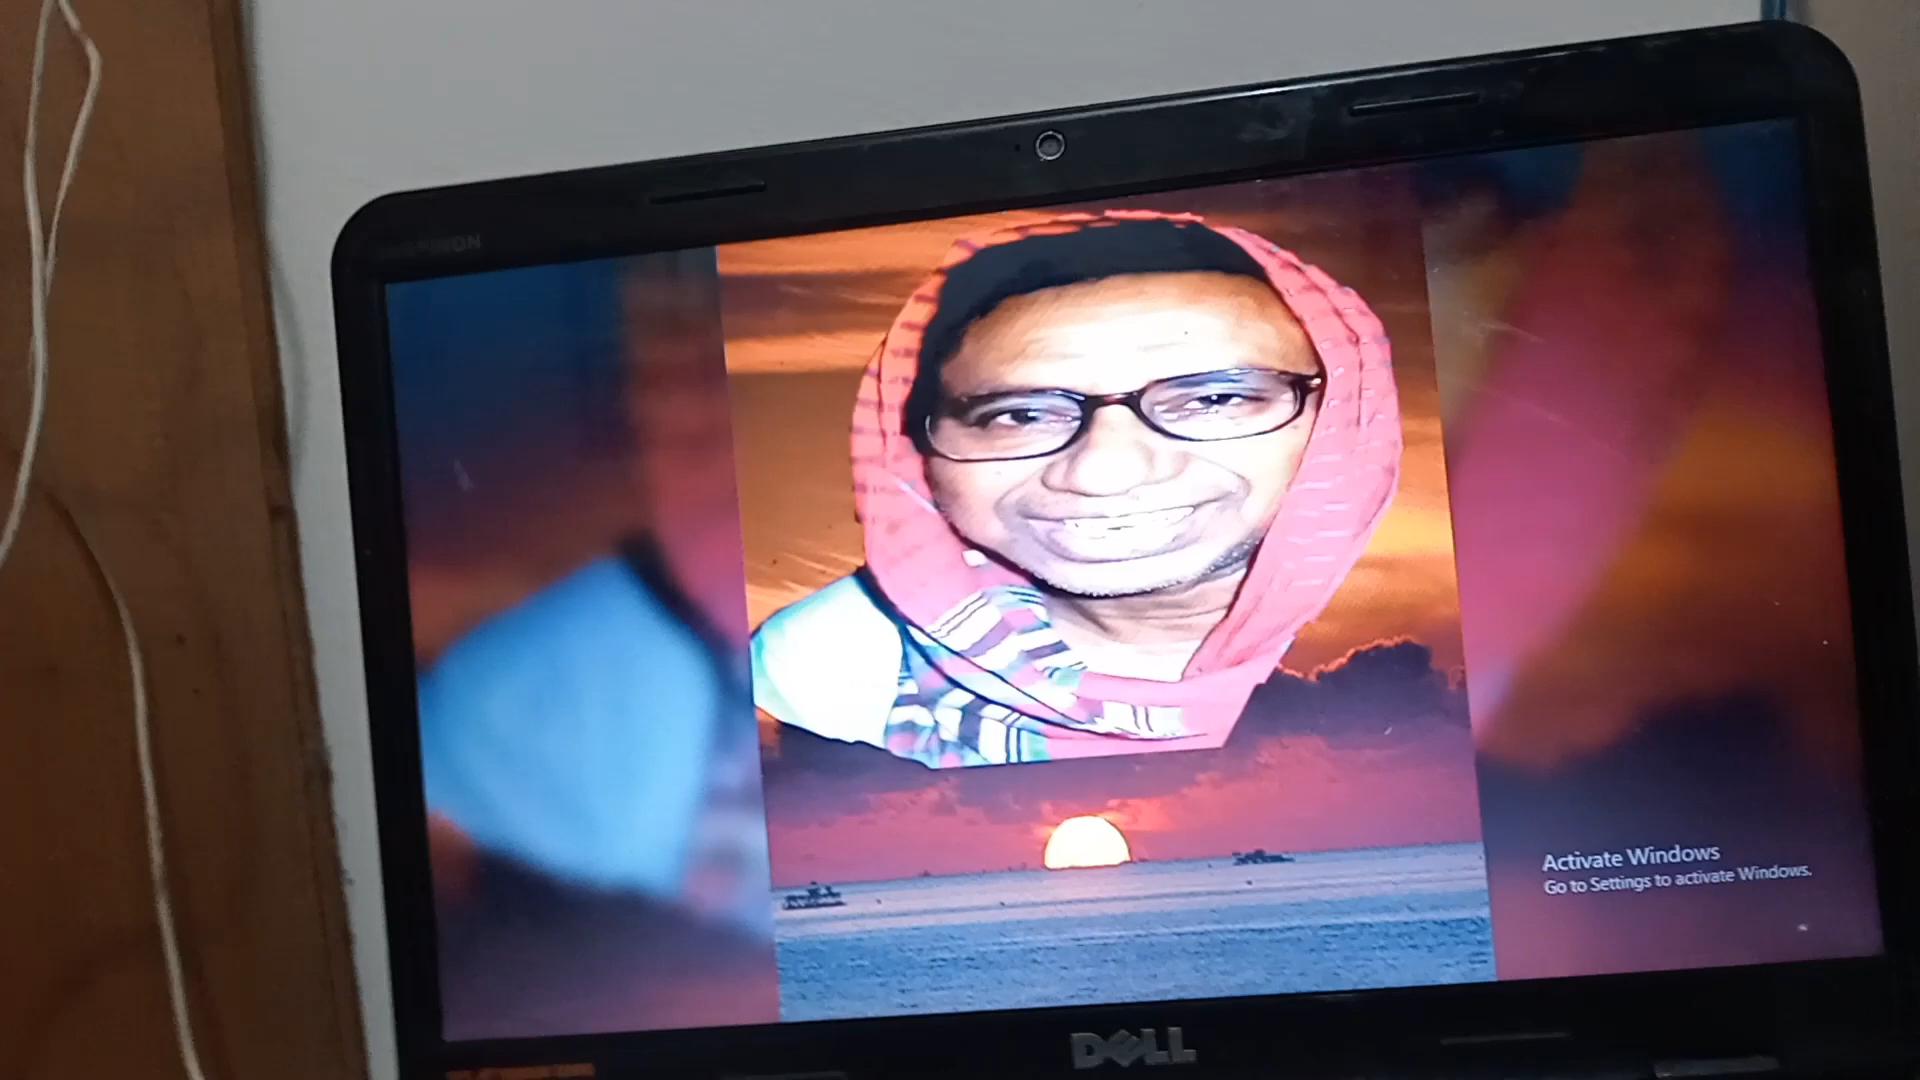 Activate Windows
Go to Settings to activate Windows.
DELL